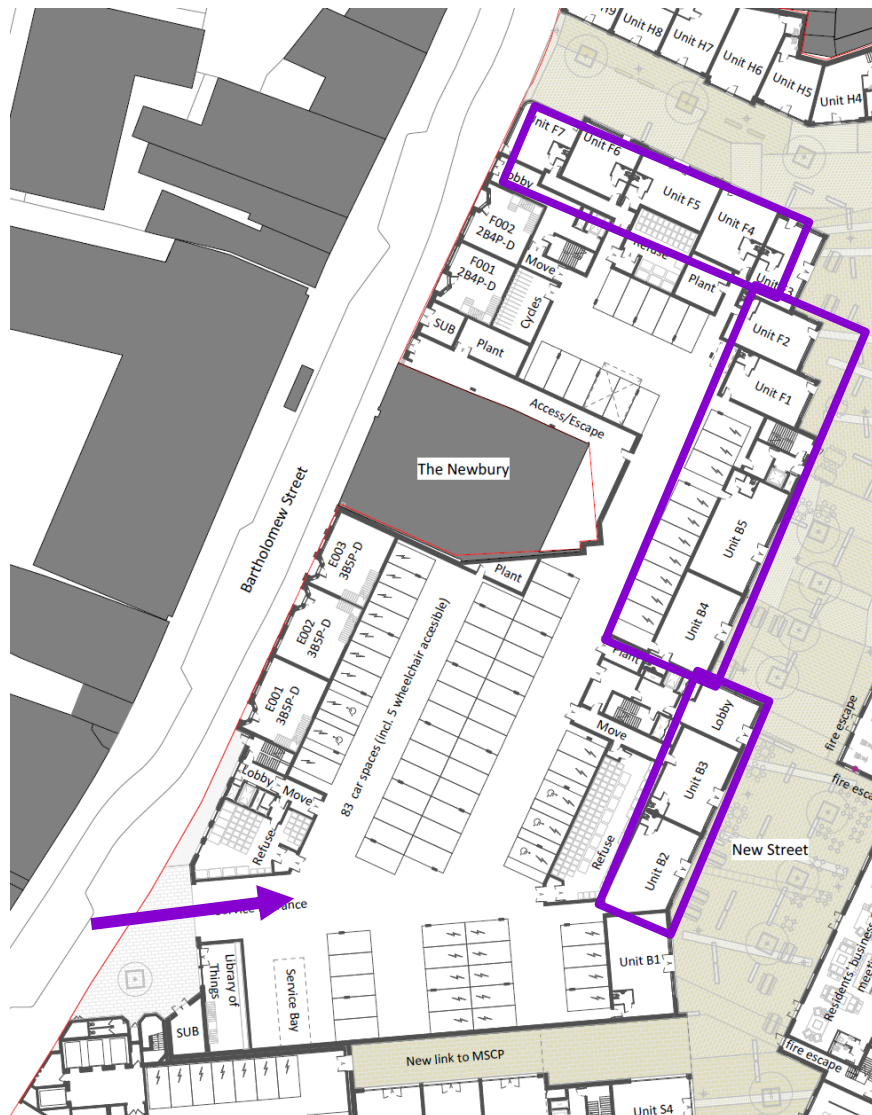 Unit H8
Unit H7
Unit H6
Unit H5
Unit H4
Unit F7
Unit F6
Lobby
Unit F5
Unit F4
Refuse
F002
2B4P-D
F001
2B4P-D
Move
Cycles
Plant
SUB
Plant
Unit F2
Unit F1
Access/Escape
The Newbury
Bartholomew Street
Unit B5
Unit B4
E003
3B5P-D
E002
3B5P-D
E001
3B5P-D
Plant
83 car spaces (incl. 5 wheelchair accesible)
Plant
Move
Lobby
Unit B3
Unit B2
Refuse
Lobby
Move
Refuse
fire escape
New Street
Unit B1
Library of
Things
Service Bay
SUB
New link to MSCP
Residents' business
fire escape
Unit S4